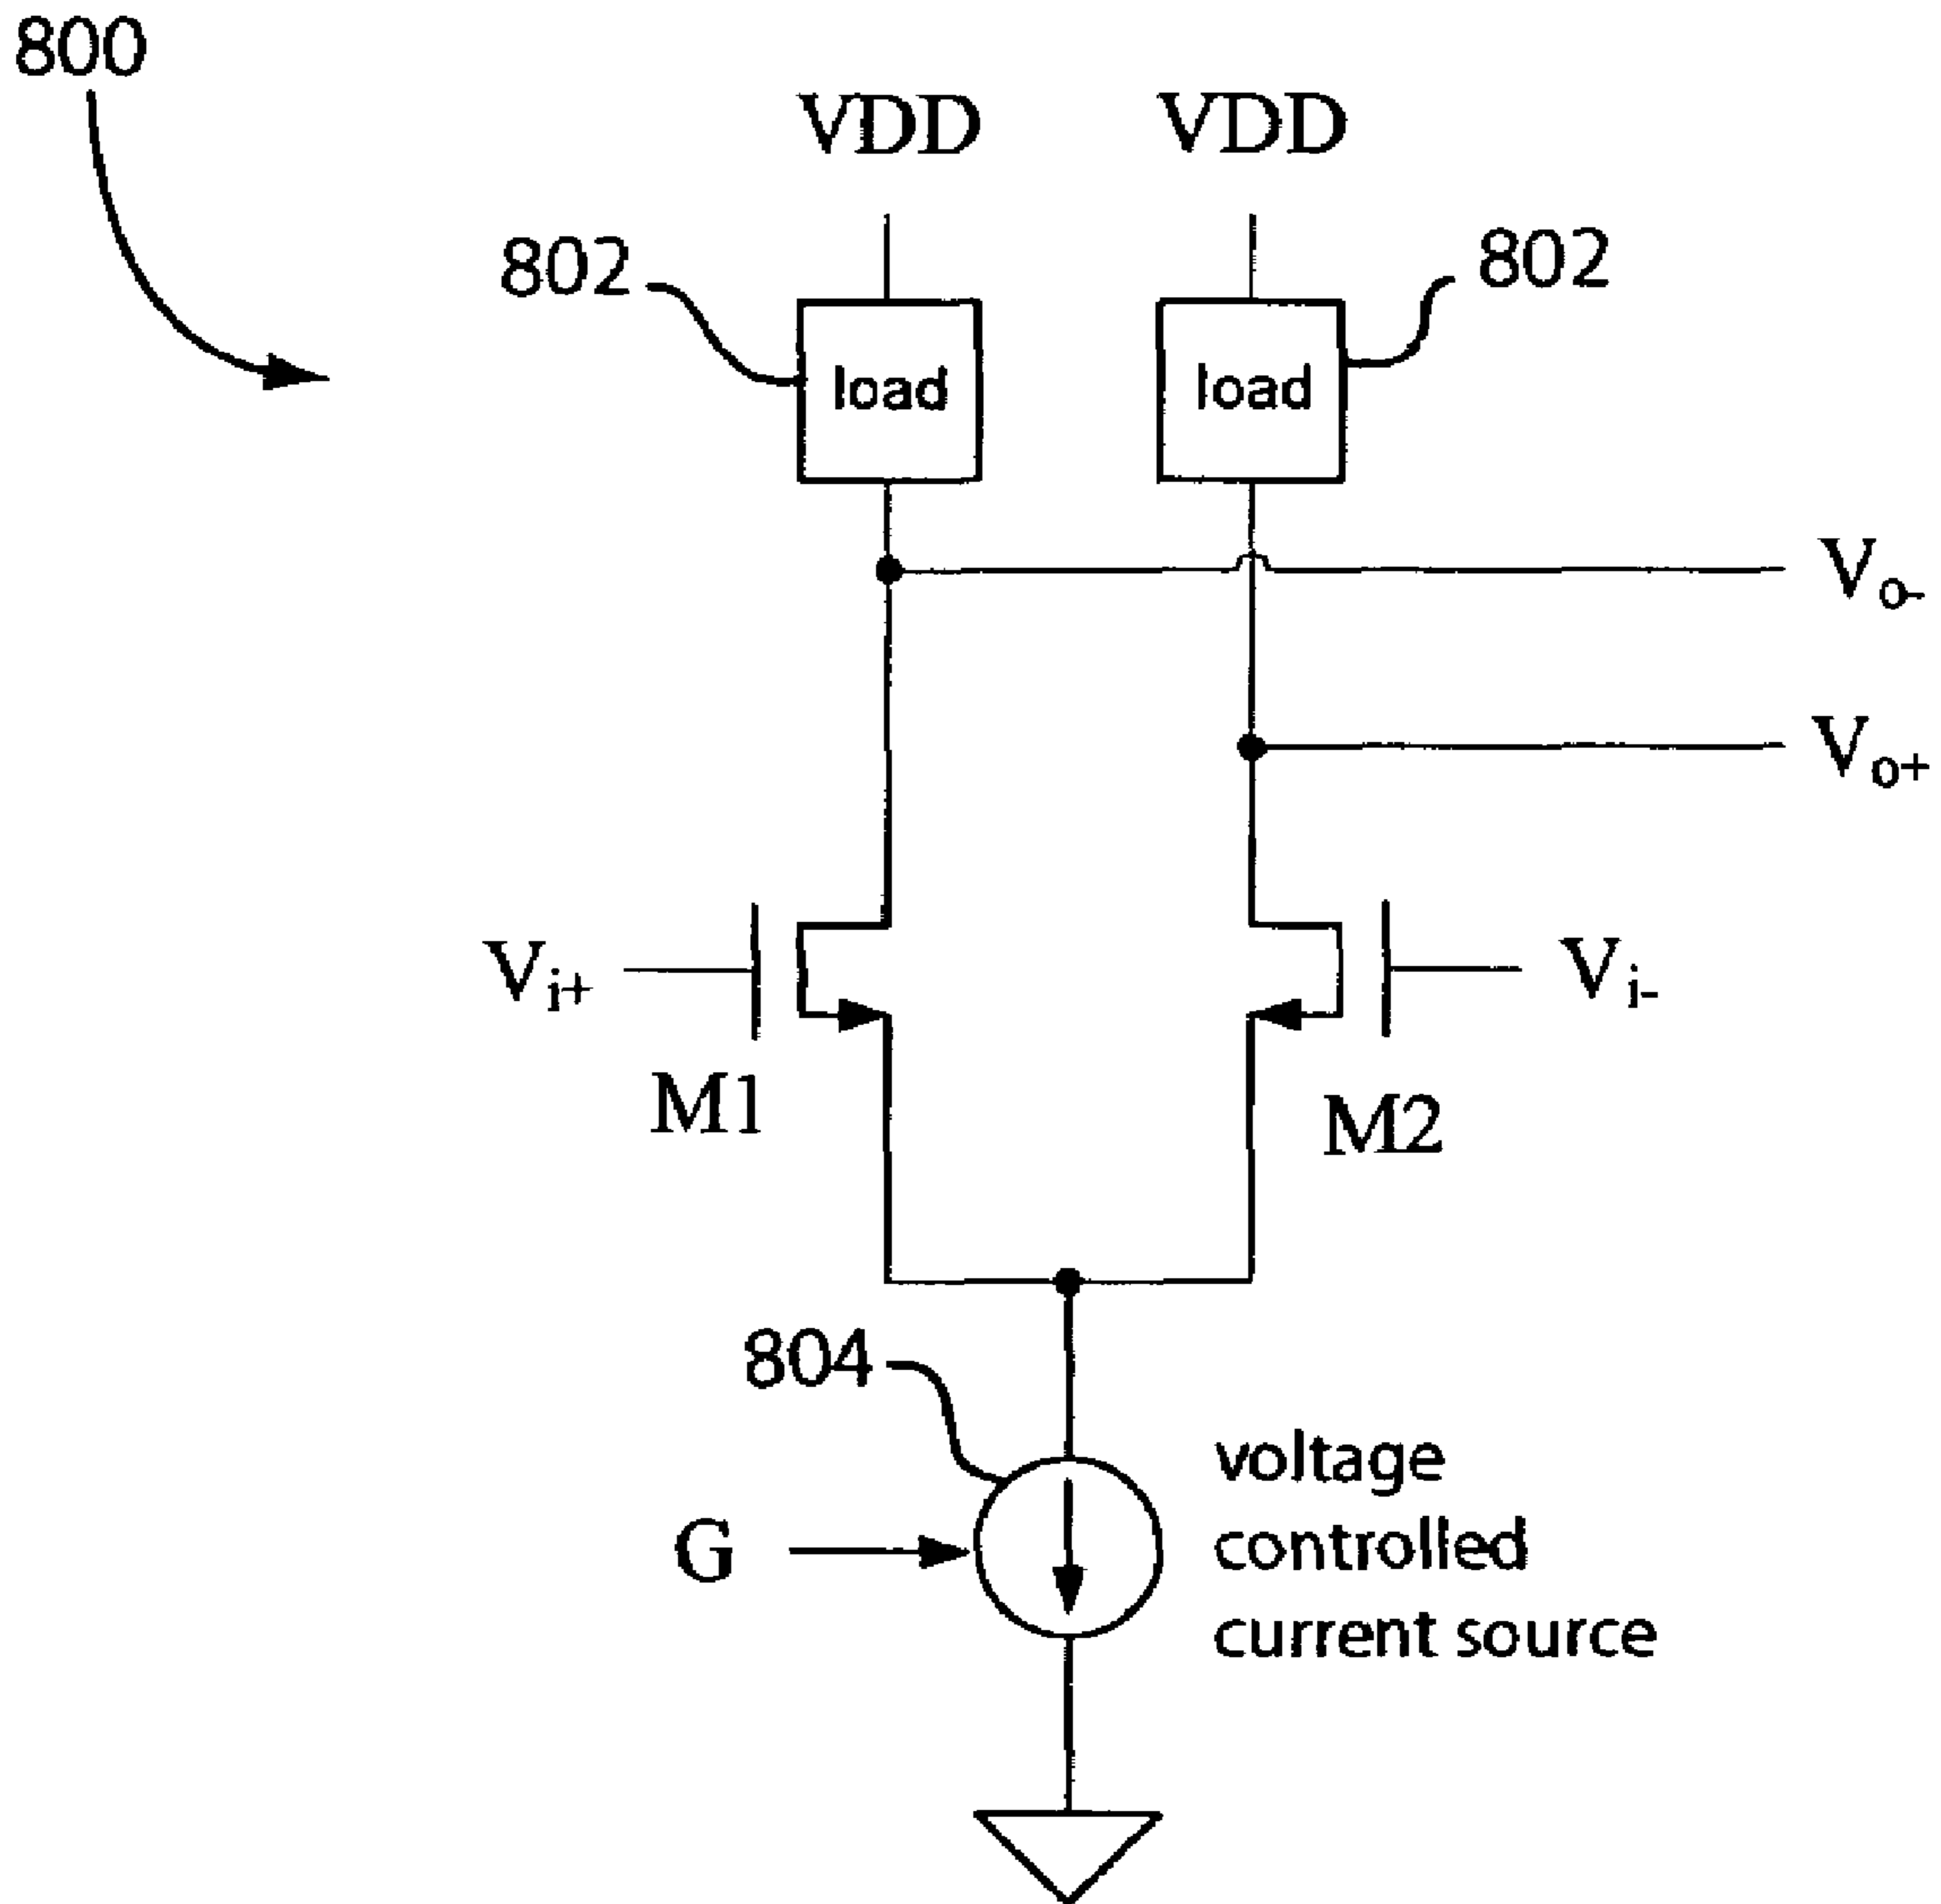 800
VDD VDD
802 802
load load
Vo-
Vo+
Vi+ Vi-
M1 M2
804
voltage
G controlled
current source